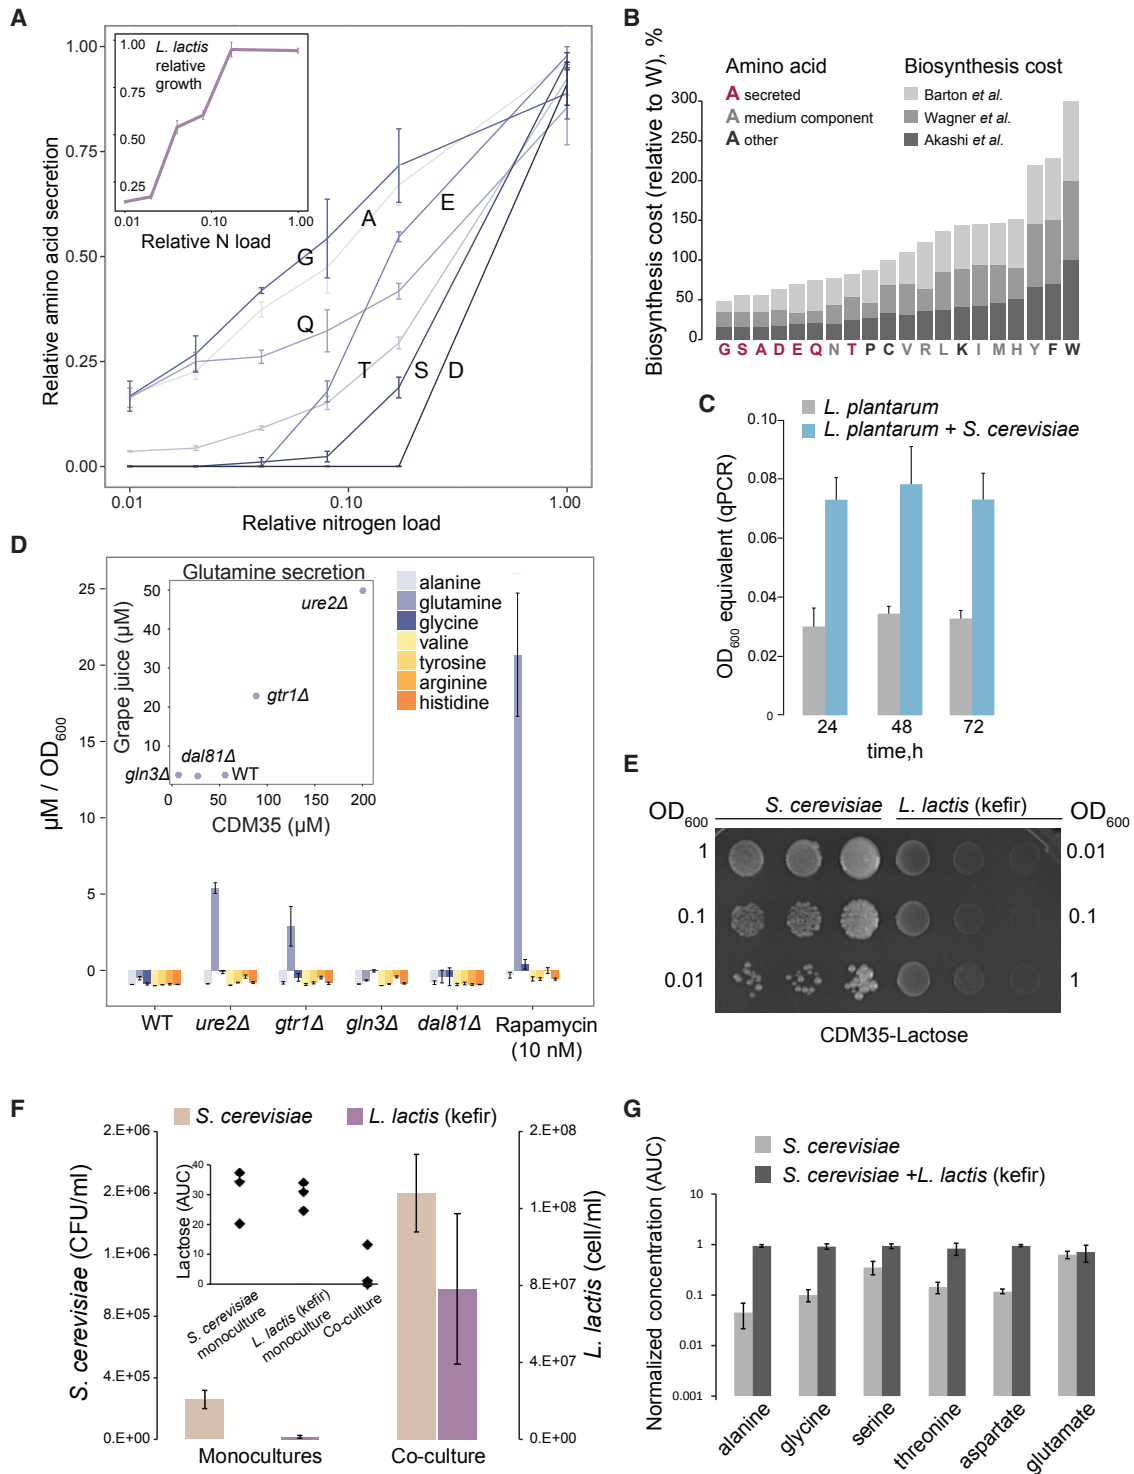 A
1.00
0.75
0.50
0.25
0.00
Relative amino acid secretion
0.01
0.10
1.00
Relative nitrogen load
G
A
E
Q
T
S
D
L. lactis
relative
growth
1.00
0.75
0.50
0.25
0.01
0.10
1.00
Relative N load
B
Biosynthesis cost (relative to W), %
Amino acid
A secreted
A medium component
A other
Biosynthesis cost
Barton et al.
Wagner et al.
Akashi et al.
300
250
200
150
100
50
0
G S A D E Q N T P C V R L K I M H Y F W
C
L. plantarum
L. plantarum + S. cerevisiae
OD600 equivalent (qPCR)
0.10
0.08
0.06
0.04
0.02
0
24
48
72
time,h
D
µM / OD600
25
20
15
10
5
0
Glutamine secretion
Grape juice (µM)
50
40
30
20
10
ure2Δ
gtr1Δ
dal81Δ
gln3Δ
WT
0
50
100
150
200
CDM35 (µM)
alanine
glutamine
glycine
valine
tyrosine
arginine
histidine
WT
ure2Δ
gtr1Δ
gln3Δ
dal81Δ
Rapamycin
(10 nM)
E
OD600
S. cerevisiae
L. lactis (kefir)
OD600
1
0.01
0.1
0.1
0.01
1
CDM35-Lactose
F
S. cerevisiae
L. lactis (kefir)
S. cerevisiae (CFU/ml)
2.E+06
2.E+06
1.E+06
8.E+05
4.E+05
0.E+00
Lactose (AUC)
40
30
20
10
0
S. cerevisiae
monoculture
L. lactis (kefir)
monoculture
Co-culture
Monocultures
Co-culture
2.E+08
1.E+08
8.E+07
4.E+07
0.E+00
L. lactis (cell/ml)
G
S. cerevisiae
S. cerevisiae +L. lactis (kefir)
Normalized concentration (AUC)
10
1
0.1
0.01
0.001
alanine
glycine
serine
threonine
aspartate
glutamate